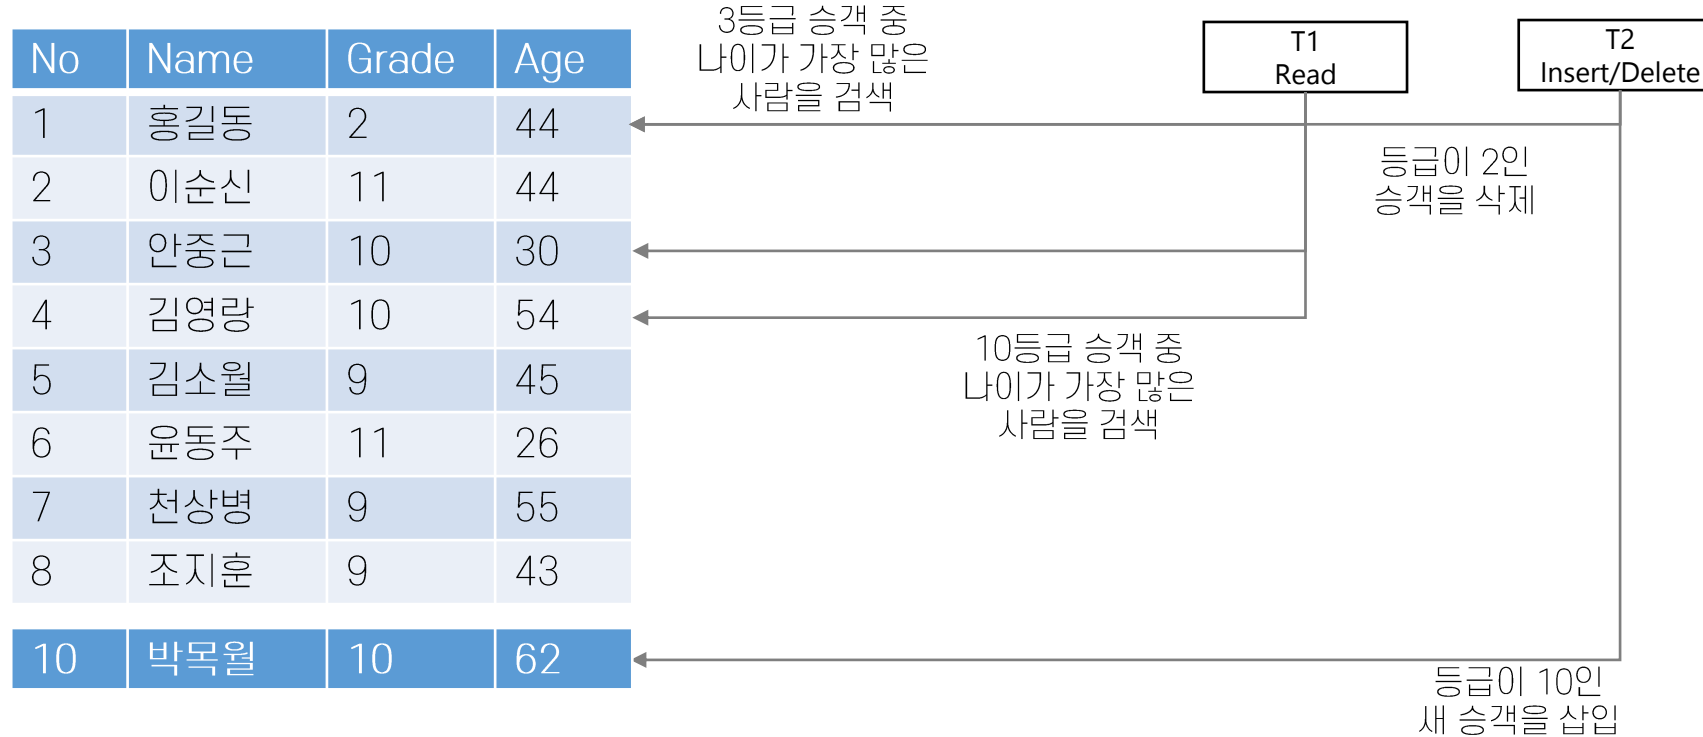 3등급 승객 중
나이가 가장 많은
사람을 검색
T1
Read
T2
Insert/Delete
No Name Grade Age
1 홍길동 2 44
2 이순신 11 44
3 안중근 10 30
4 김영랑 10 54
5 김소월 9 45
6 윤동주 11 26
7 천상병 9 55
8 조지훈 9 43
10 박목월 10 62
등급이 2인
승객을 삭제
10등급 승객 중
나이가 가장 많은
사람을 검색
등급이 10인
새 승객을 삽입